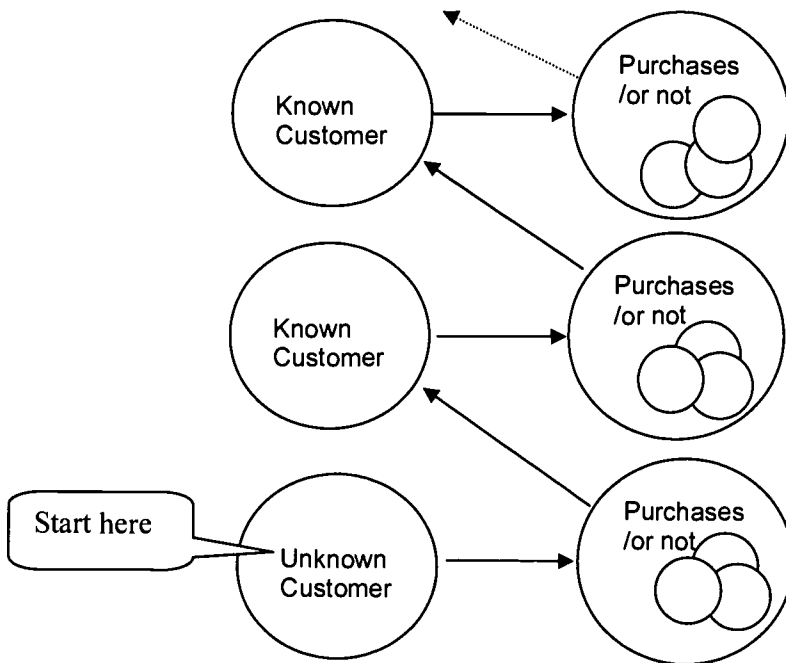 Purchases
/or not
Known
Customer
Purchases
/or not
Known
Customer
Purchases
/or not
Start here
Unknown
Customer